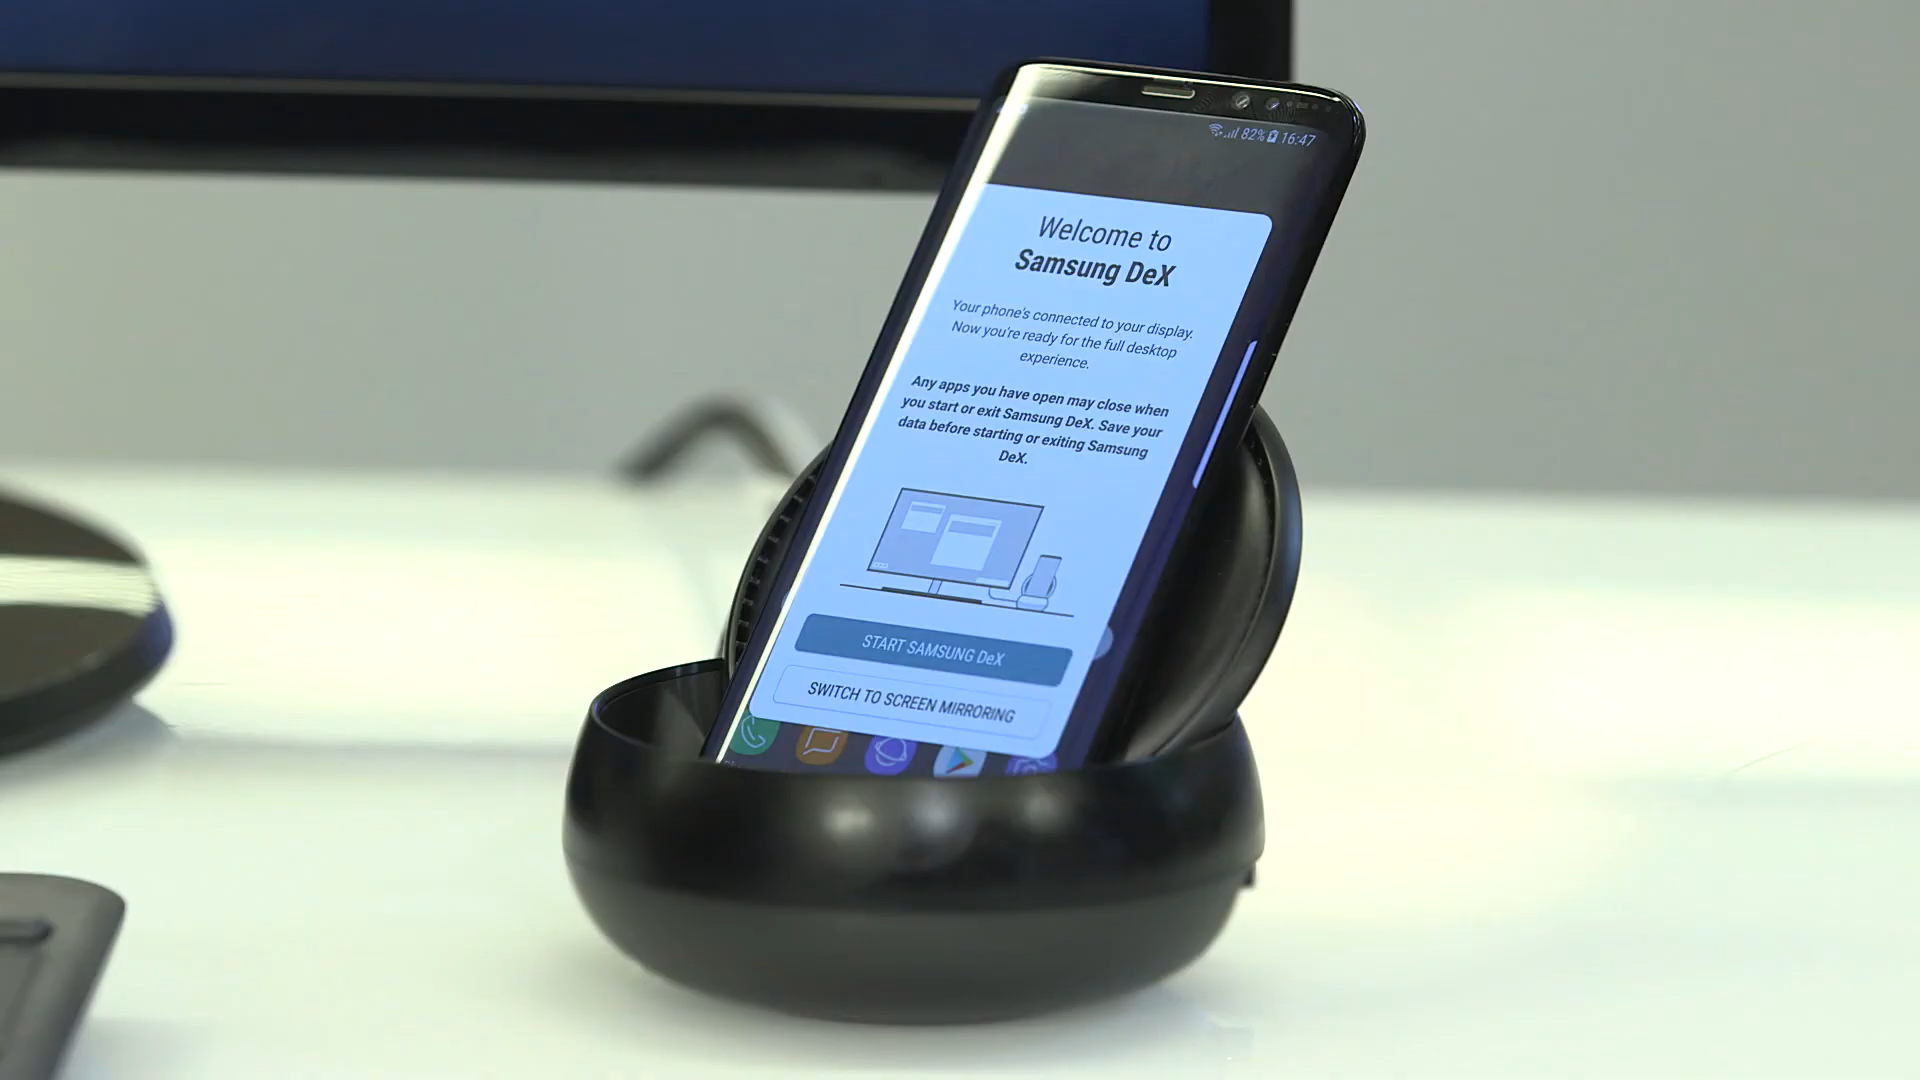 82% 16:47
Welcome to
Samsung DeX
Your phone's connected to your display.
Now you're ready for the full desktop
experience.
Any apps you have open may close when
you start or exit Samsung DeX. Save your
data before starting or exiting Samsung
DeX.
START SAMSUNG DeX
SWITCH TO SCREEN MIRRORING